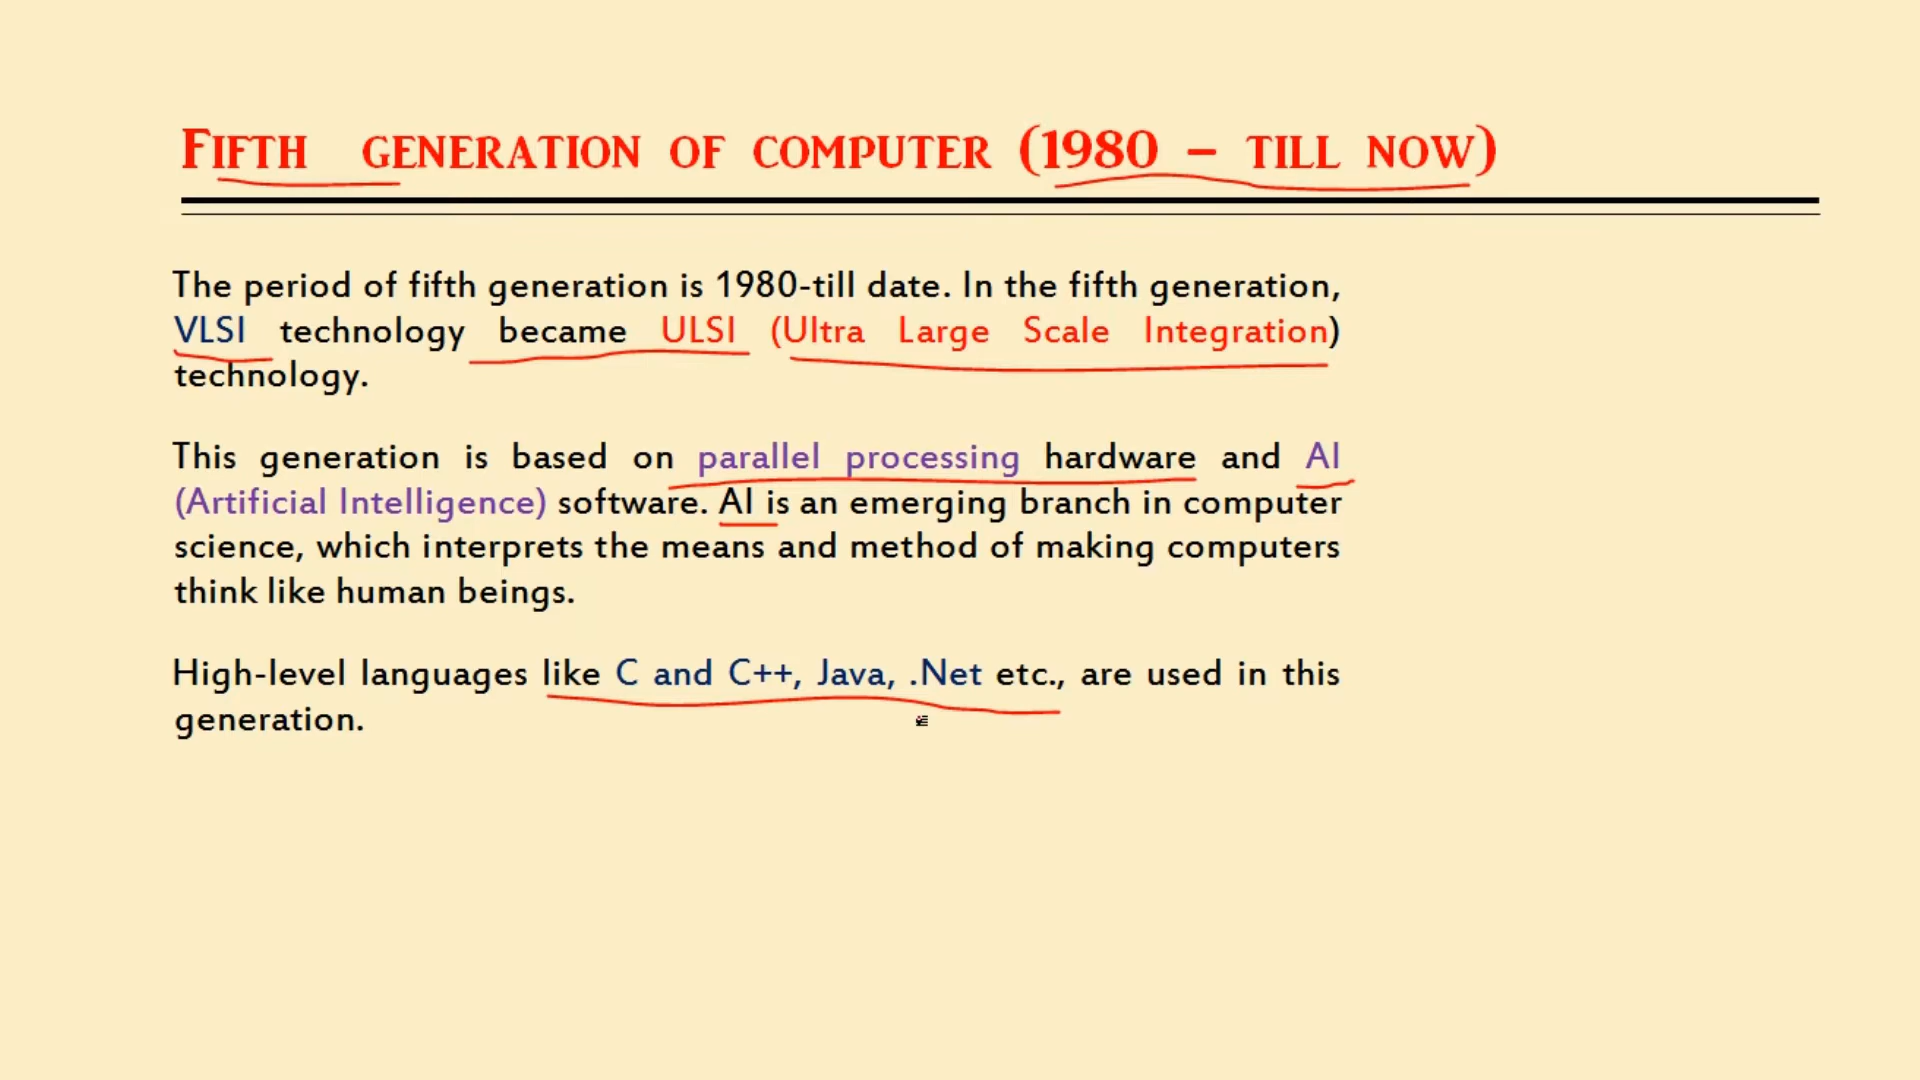 Fifth generation of computer (1980 – till now)
The period of fifth generation is 1980-till date. In the fifth generation,
VLSI technology became ULSI (Ultra Large Scale Integration)
technology.
This generation is based on parallel processing hardware and AI
(Artificial Intelligence) software. AI is an emerging branch in computer
science, which interprets the means and method of making computers
think like human beings.
High-level languages like C and C++, Java, .Net etc., are used in this
generation.